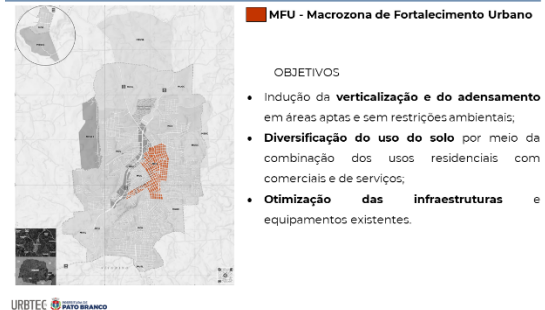 MFU - Macrozona de Fortalecimento Urbano
OBJETIVOS
• Indução da verticalização e do adensamento
em áreas aptas e sem restrições ambientais;
• Diversificação do uso do solo por meio da
combinação dos usos residenciais com
comerciais e de serviços;
• Otimização das infraestruturas e
equipamentos existentes.
URBTEC
PREFEITURA DE
PATO BRANCO